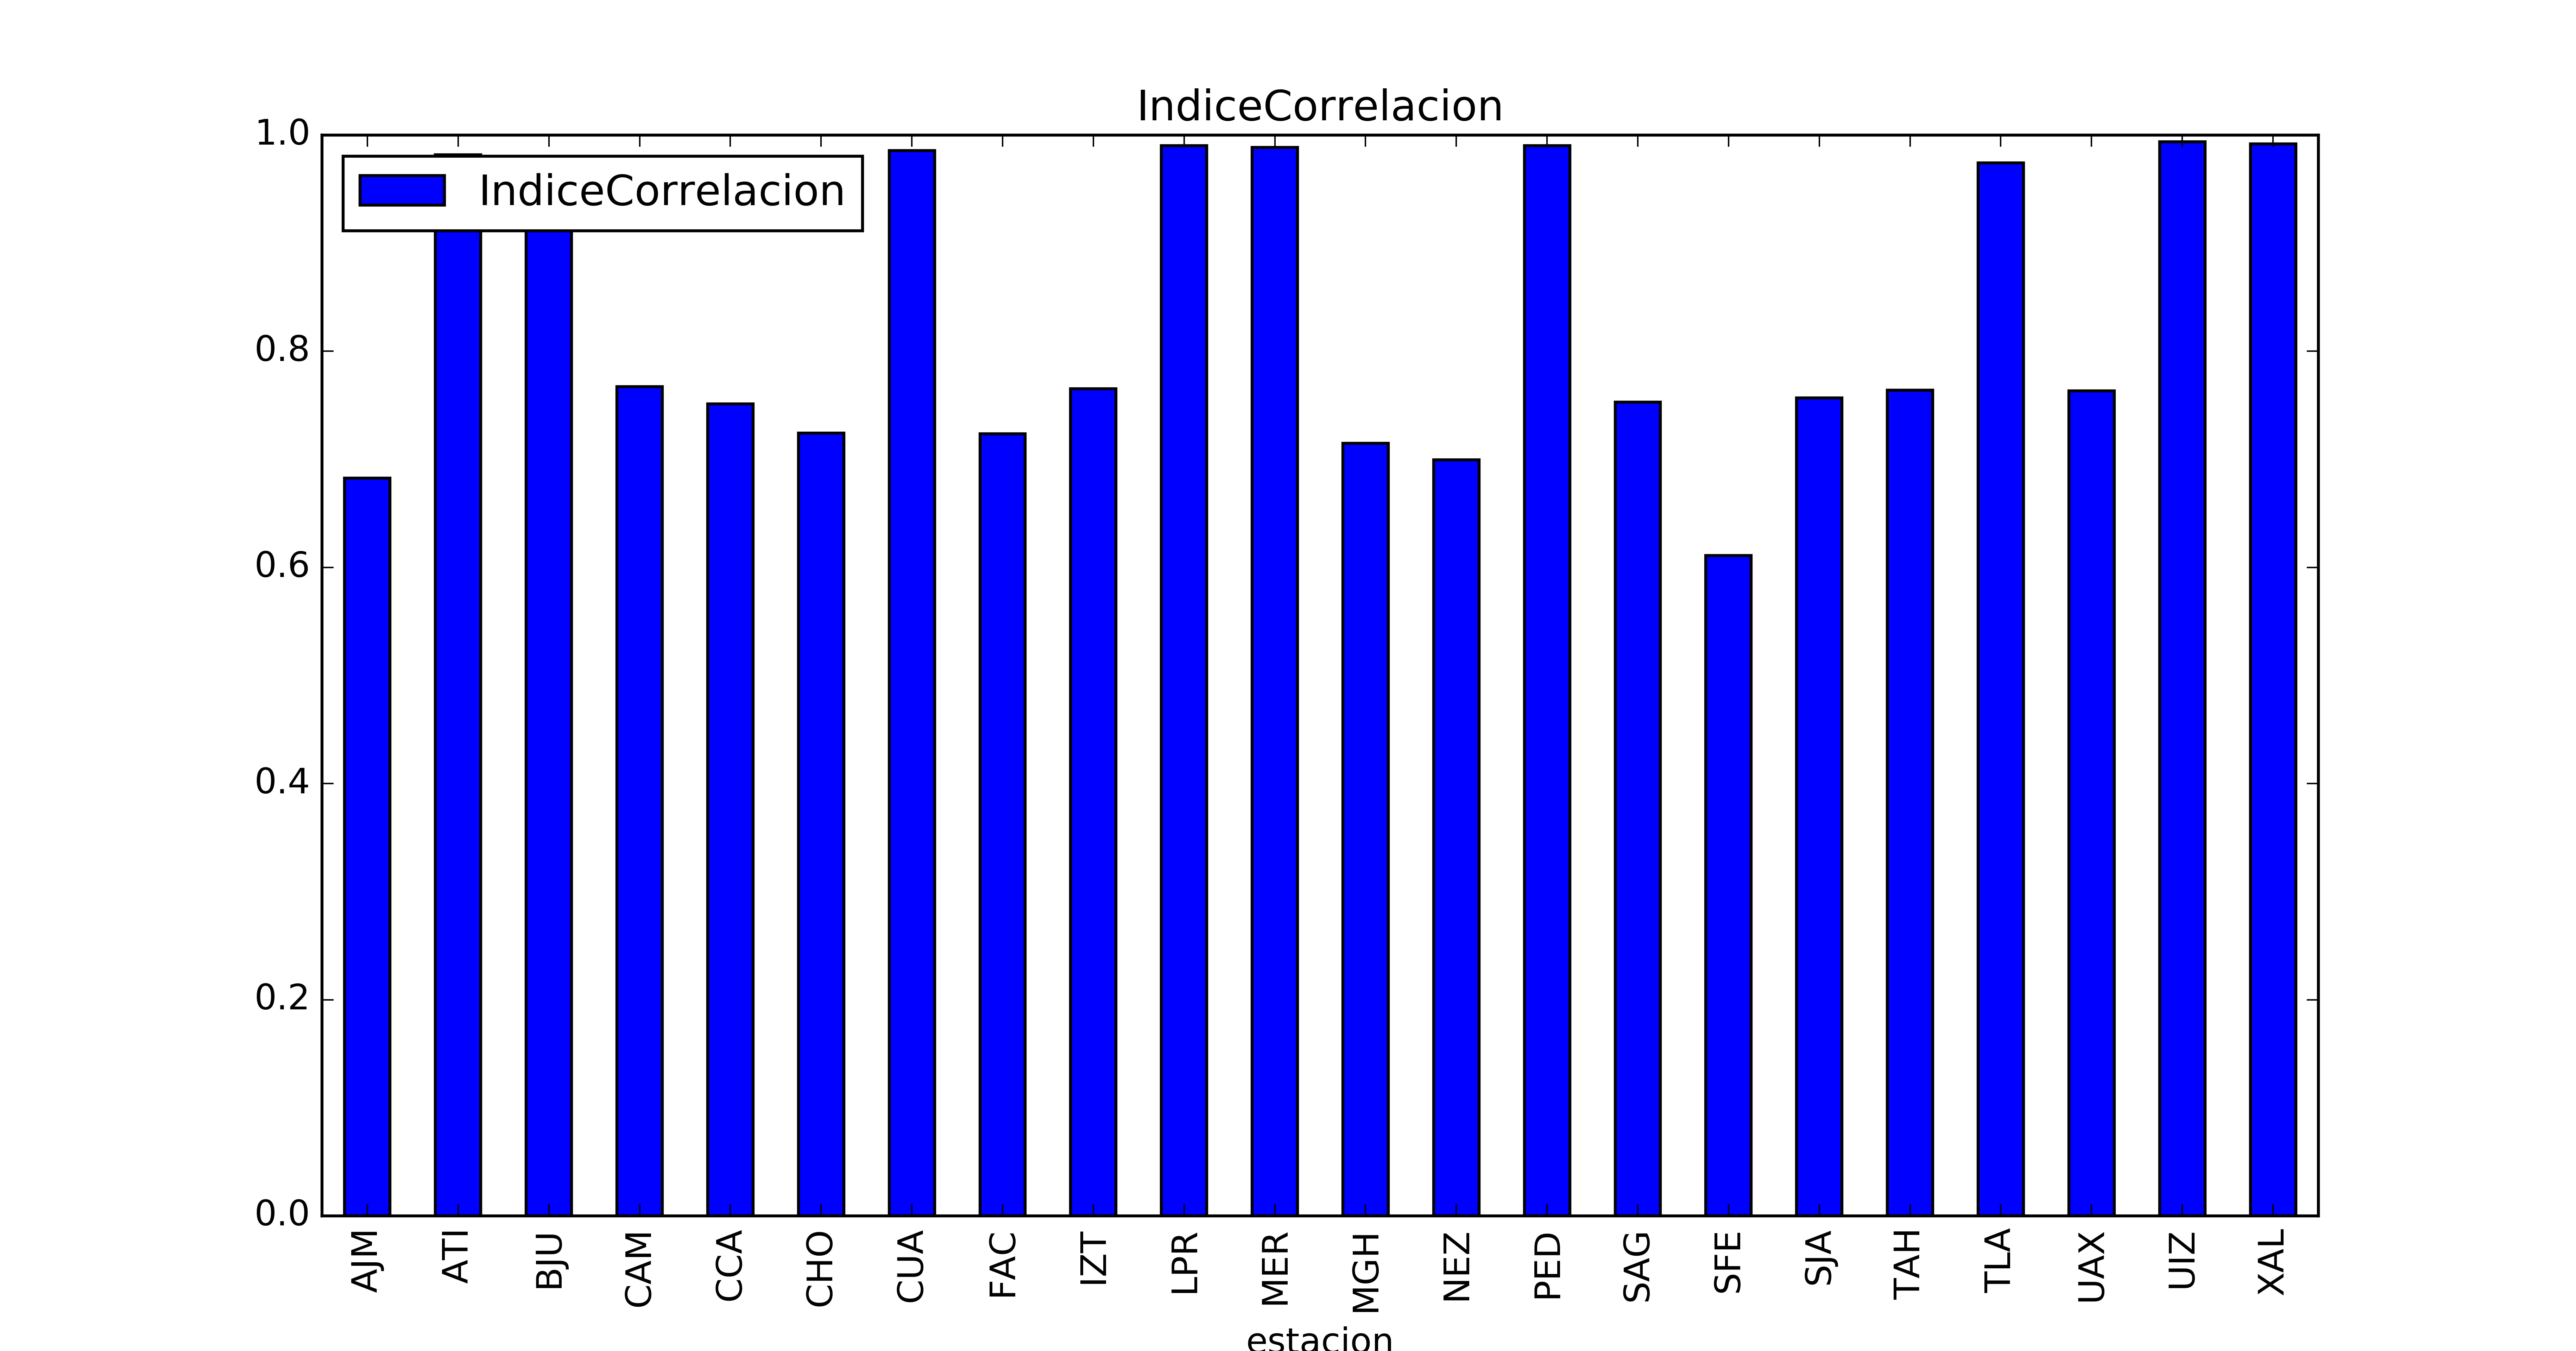 IndiceCorrelacion
1.0
IndiceCorrelacion
0.8
0.6
0.4
0.2
0.0
AJM ATI BJU CAM CCA CHO CUA FAC IZT LPR MER MGH NEZ PED SAG SFE SJA TAH TLA UAX UIZ XAL
estacion